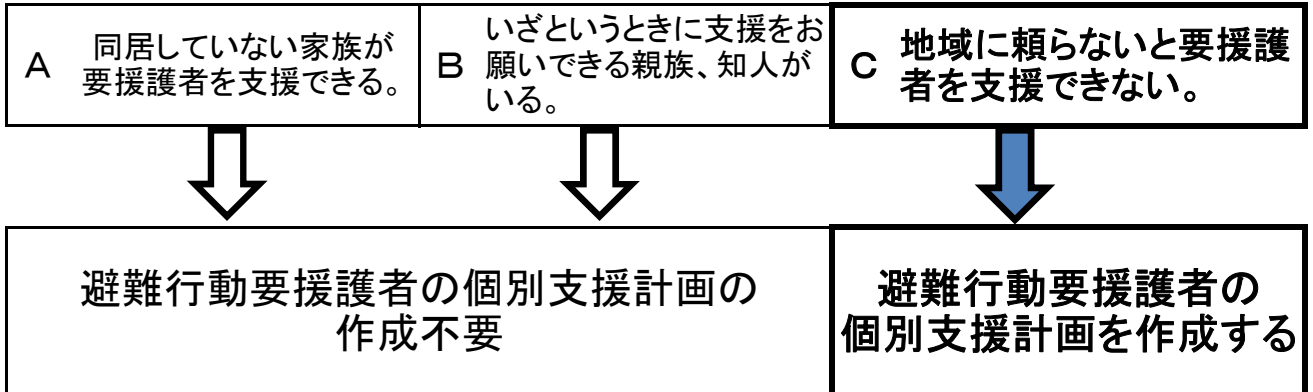 A 同居していない家族が
要援護者を支援できる。
B いざというときに支援をお
願いできる親族、知人が
いる。
C 地域に頼らないと要援護
者を支援できない。
避難行動要援護者の個別支援計画の
作成不要
避難行動要援護者の
個別支援計画を作成する